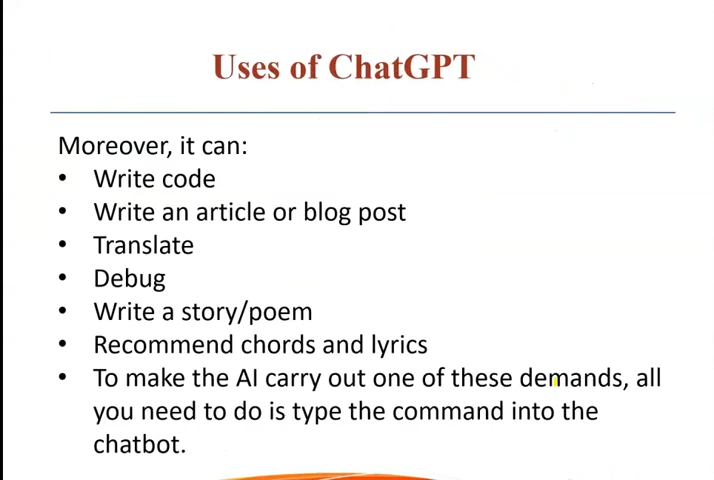 Uses of ChatGPT
Moreover, it can:
• Write code
• Write an article or blog post
• Translate
• Debug
• Write a story/poem
• Recommend chords and lyrics
• To make the AI carry out one of these demands, all
you need to do is type the command into the
chatbot.